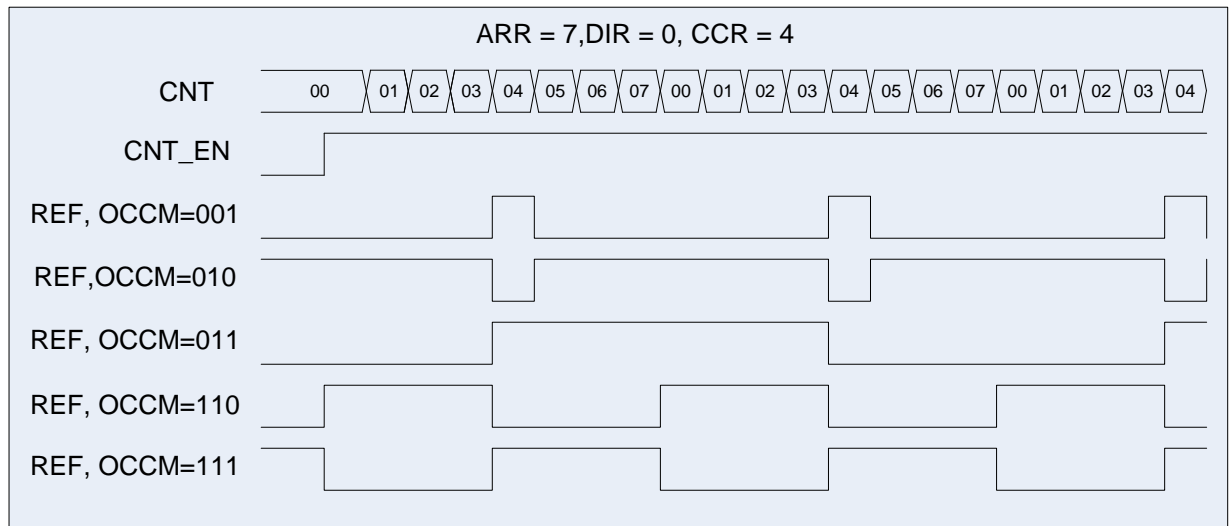 ARR = 7,DIR = 0, CCR = 4
CNT 00 01 02 03 04 05 06 07 00 01 02 03 04 05 06 07 00 01 02 03 04
CNT_EN
REF, OCCM=001
REF,OCCM=010
REF, OCCM=011
REF, OCCM=110
REF, OCCM=111